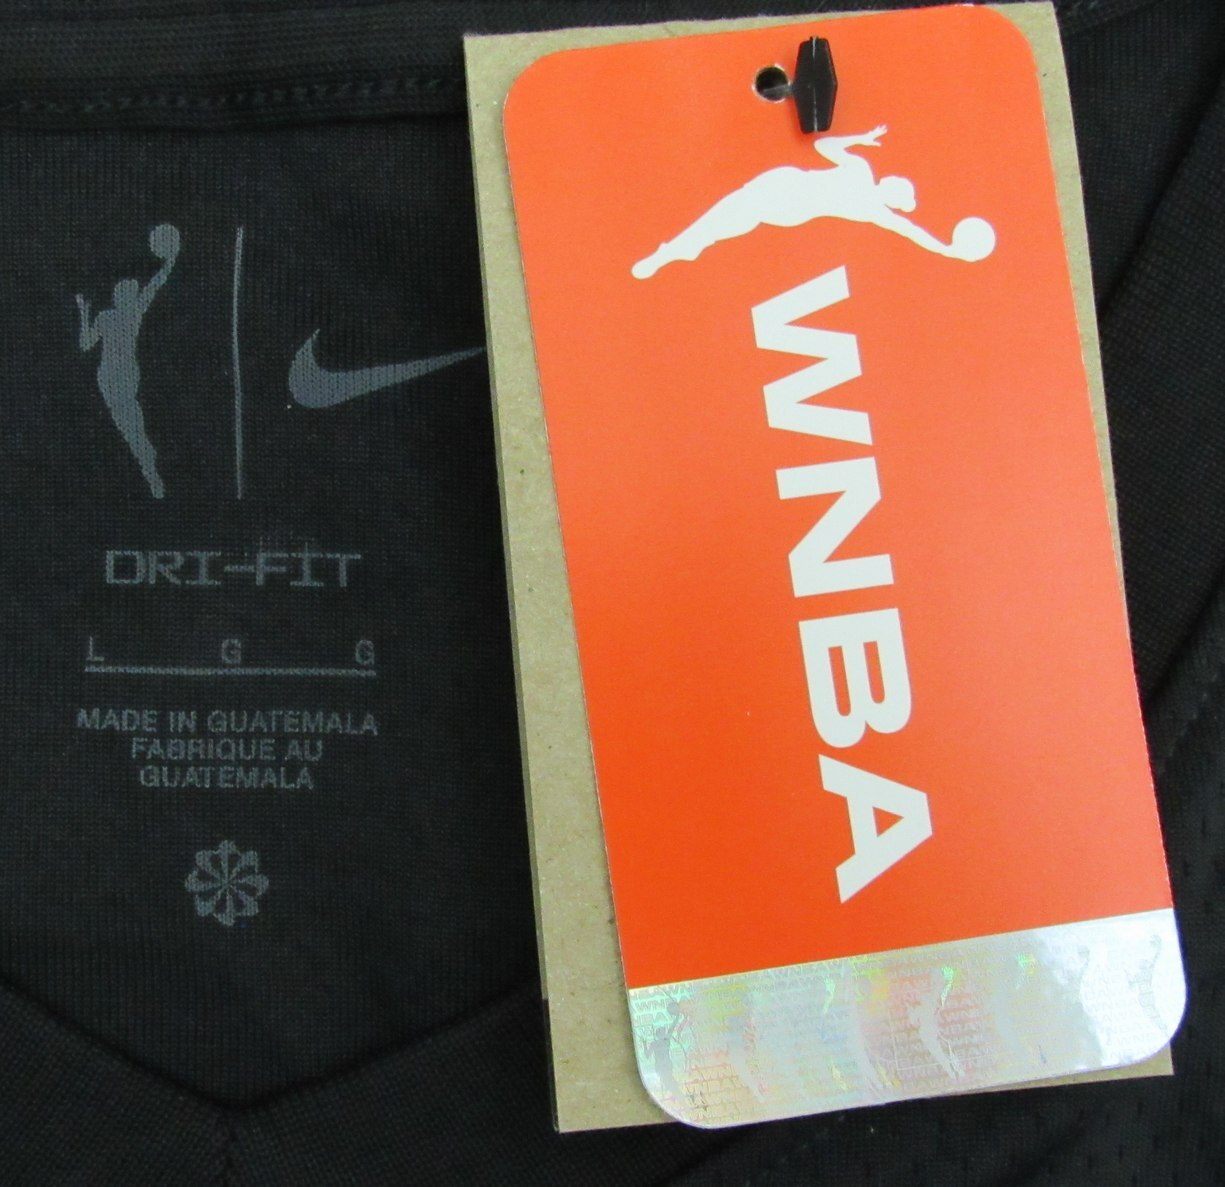 DRI-FIT
L G G
MADE IN GUATEMALA
FABRIQUE AU
GUATEMALA
WNBA